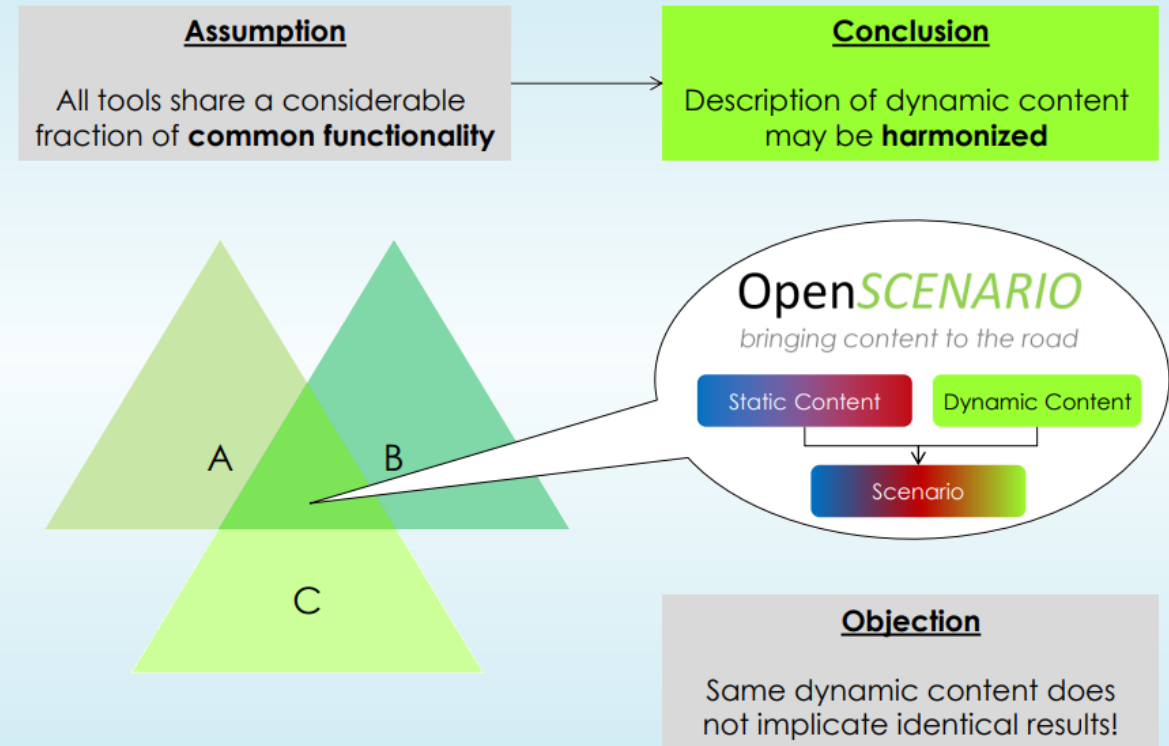 Assumption
All tools share a considerable
fraction of common functionality
Conclusion
Description of dynamic content
may be harmonized
A
B
C
OpenSCENARIO
bringing content to the road
Static Content
Dynamic Content
Scenario
Objection
Same dynamic content does
not implicate identical results!